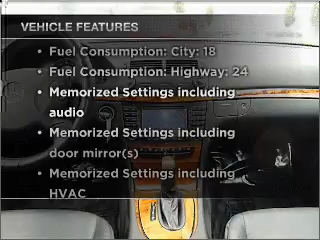 VEHICLE FEATURES
• Fuel Consumption: City: 18
• Fuel Consumption: Highway: 24
• Memorized Settings including
audio
• Memorized Settings including
door mirror(s)
• Memorized Settings including
HVAC